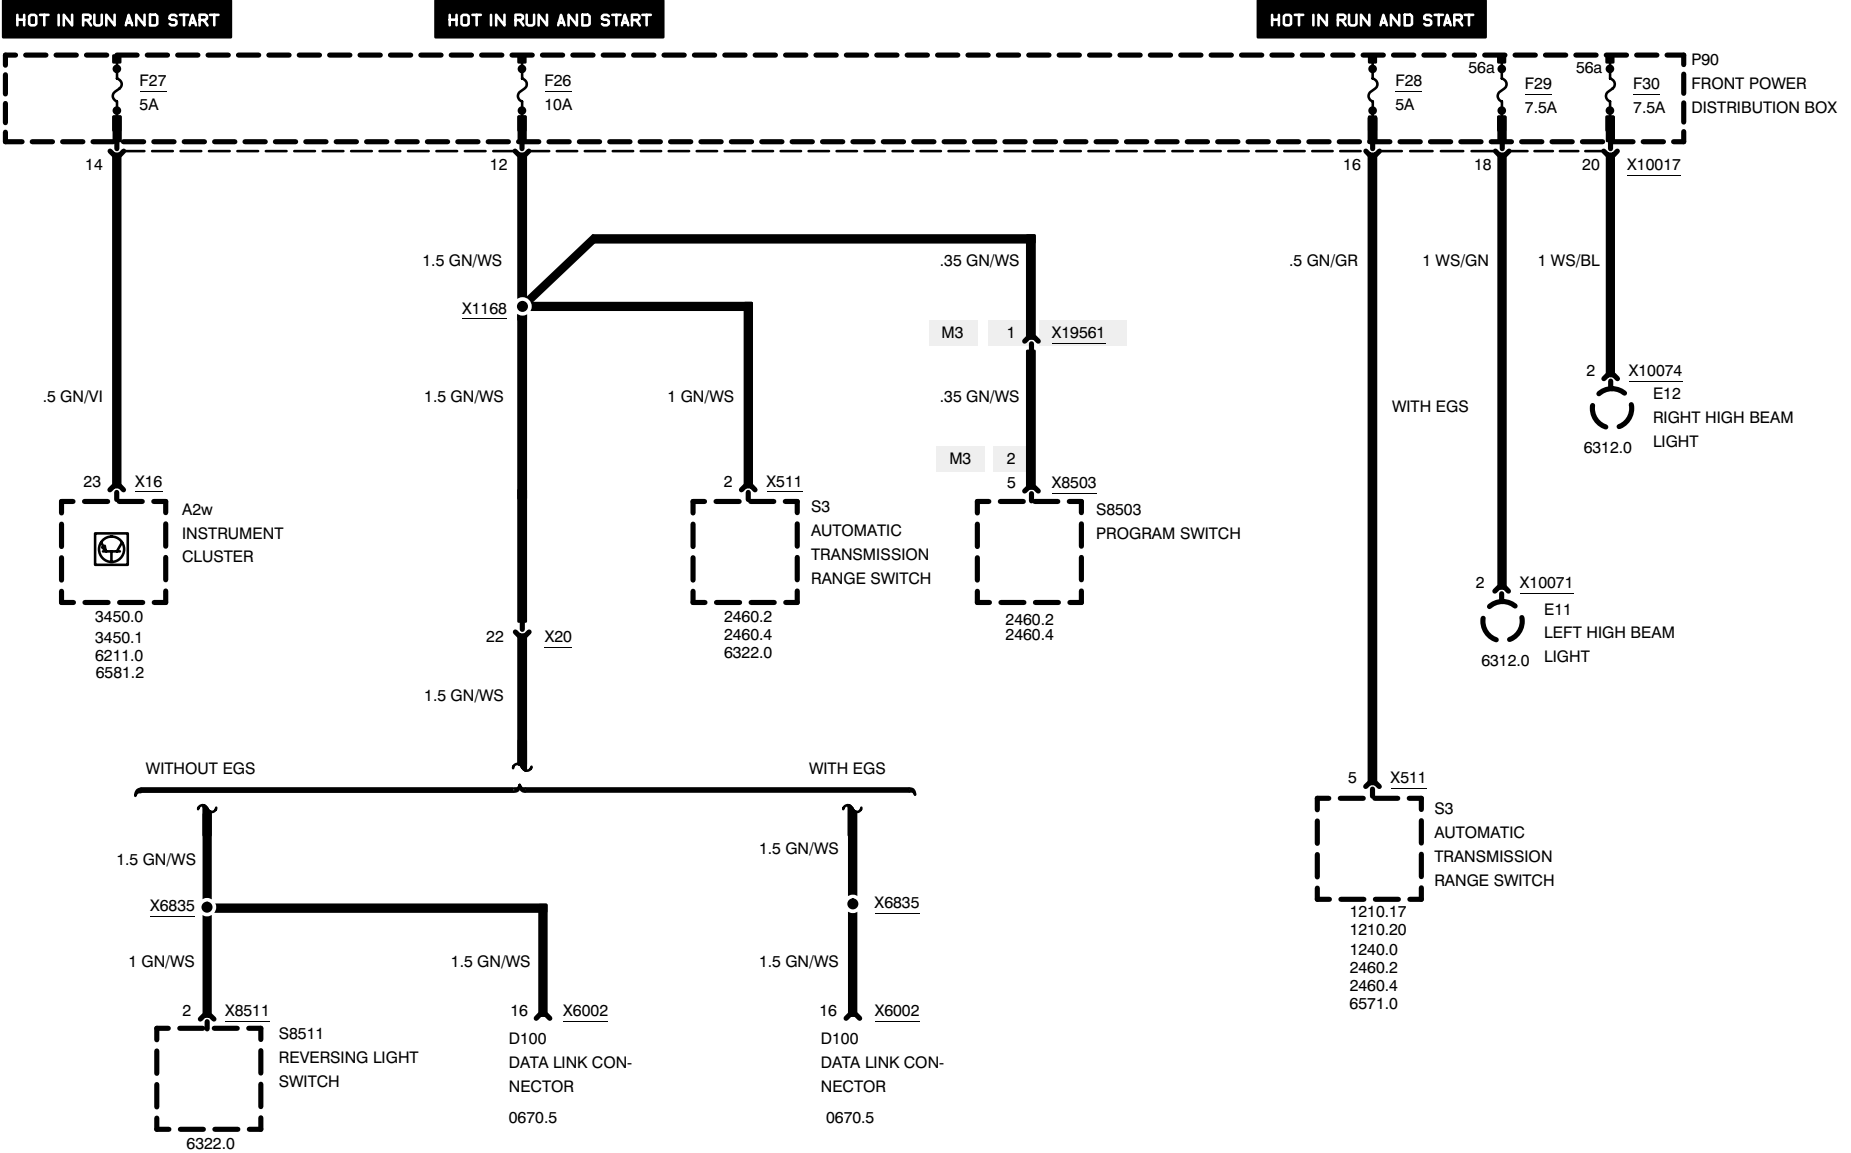 HOT IN RUN AND START
HOT IN RUN AND START
HOT IN RUN AND START
F27
5A
F26
10A
F28
5A
56a
F29
7.5A
56a
F30
7.5A
P90
FRONT POWER
DISTRIBUTION BOX
14
12
16
18
20
X10017
1.5 GN/WS
.35 GN/WS
.5 GN/GR
1 WS/GN
1 WS/BL
X1168
M3
1
X19561
.5 GN/VI
1.5 GN/WS
1 GN/WS
.35 GN/WS
WITH EGS
2
X10074
E12
RIGHT HIGH BEAM
LIGHT
6312.0
M3
2
23
X16
2
X511
5
X8503
A2w
INSTRUMENT
CLUSTER
3450.0
3450.1
6211.0
6581.2
S3
AUTOMATIC
TRANSMISSION
RANGE SWITCH
2460.2
2460.4
6322.0
S8503
PROGRAM SWITCH
2460.2
2460.4
2
X10071
E11
LEFT HIGH BEAM
LIGHT
6312.0
22
X20
1.5 GN/WS
WITHOUT EGS
WITH EGS
5
X511
S3
AUTOMATIC
TRANSMISSION
RANGE SWITCH
1210.17
1210.20
1240.0
2460.2
2460.4
6571.0
1.5 GN/WS
1.5 GN/WS
X6835
X6835
1 GN/WS
1.5 GN/WS
1.5 GN/WS
2
X8511
16
X6002
16
X6002
S8511
REVERSING LIGHT
SWITCH
6322.0
D100
DATA LINK CON-
NECTOR
0670.5
D100
DATA LINK CON-
NECTOR
0670.5